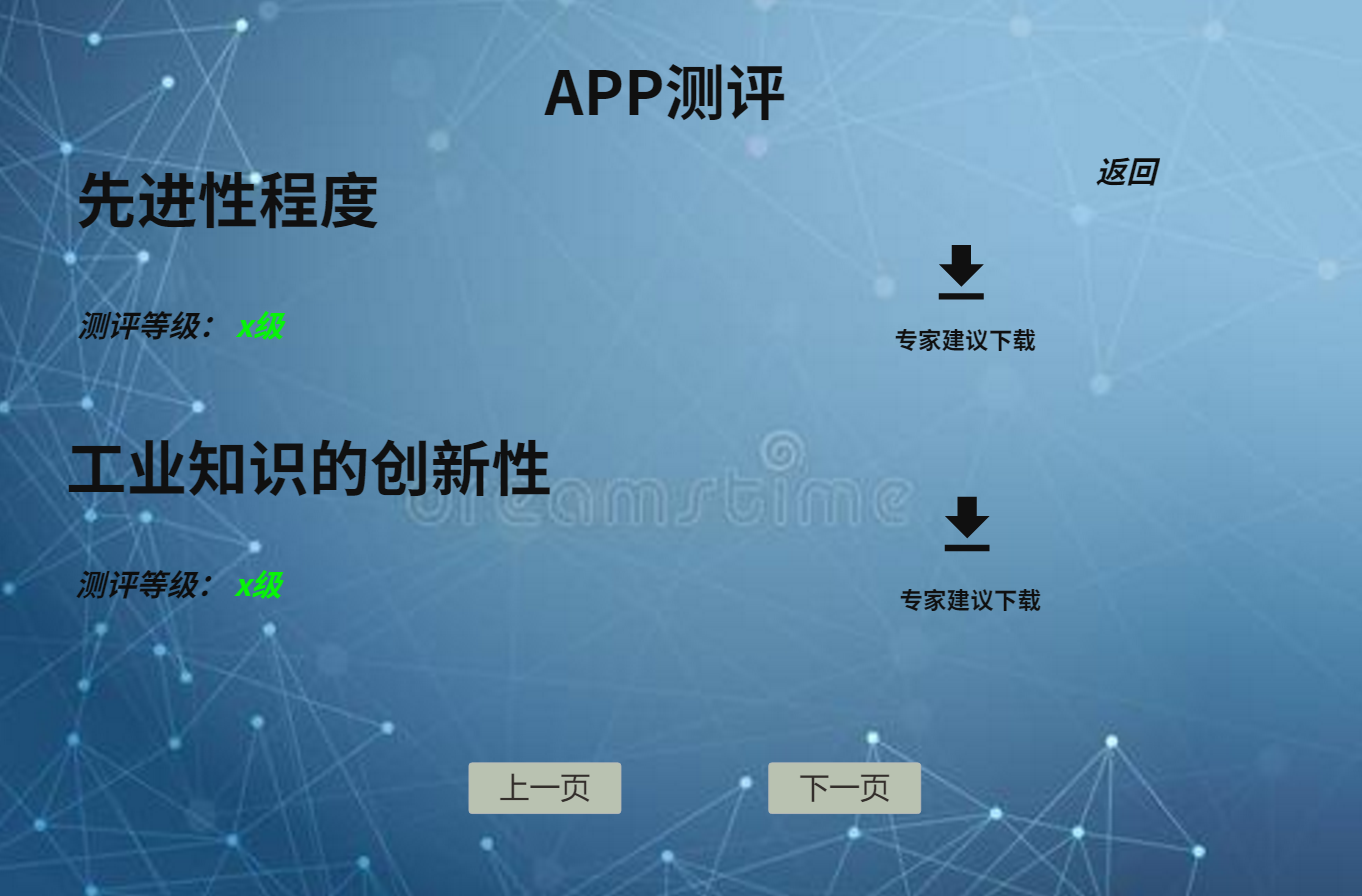 APP测评
返回
先进性程度
测评等级： x级
专家建议下载
工业知识的创新性
dreamstime
测评等级： x级
专家建议下载
上一页
下一页